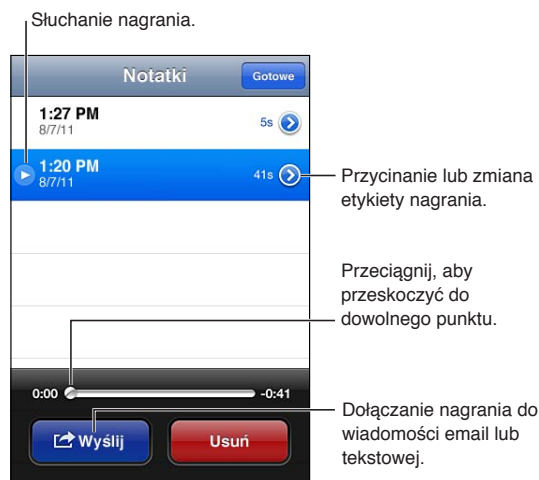 Słuchanie nagrania.
Notatki
Gotowe
1:27 PM
8/7/11
5s
1:20 PM
8/7/11
41s
Przycinanie lub zmiana
etykiety nagrania.
Przeciągnij, aby
przeskoczyć do
dowolnego punktu.
0:00
-0:41
Wyślij
Usuń
Dołączanie nagrania do
wiadomości email lub
tekstowej.